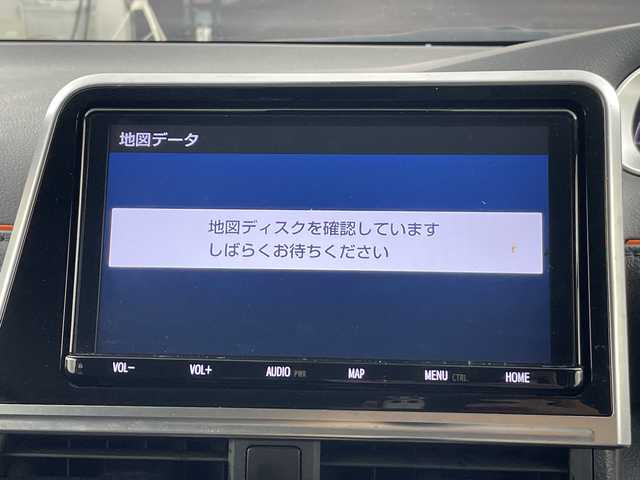 地図データ
地図ディスクを確認しています
しばらくお待ちください
VOL− VOL+ AUDIO PWR MAP MENU CTRL HOME